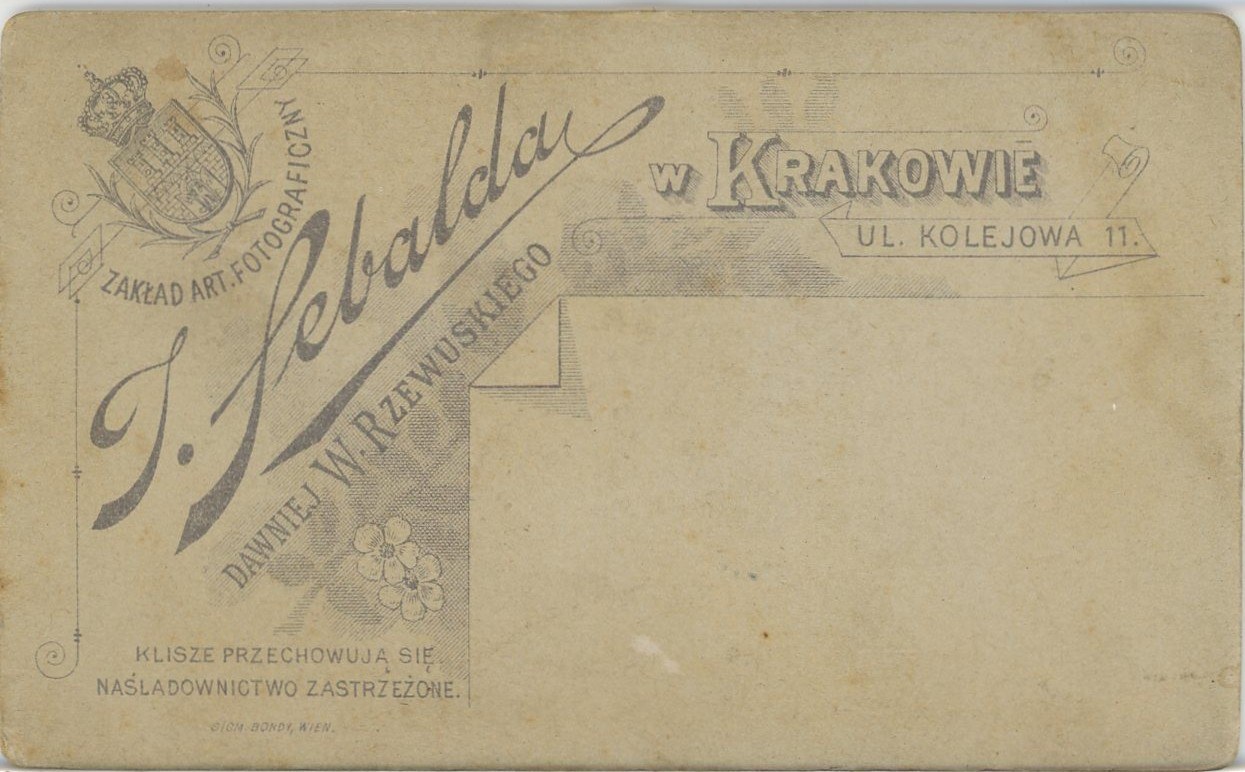 ZAKŁAD ART. FOTOGRAFICZNY
J. Sebalda
DAWNIEJ W. RZEWUSKIEGO
W KRAKOWIE
UL. KOLEJOWA 11.
KLISZE PRZECHOWUJĄ SIĘ.
NAŚLADOWNICTWO ZASTRZEŻONE.
SIGM. BONDY, WIEN.